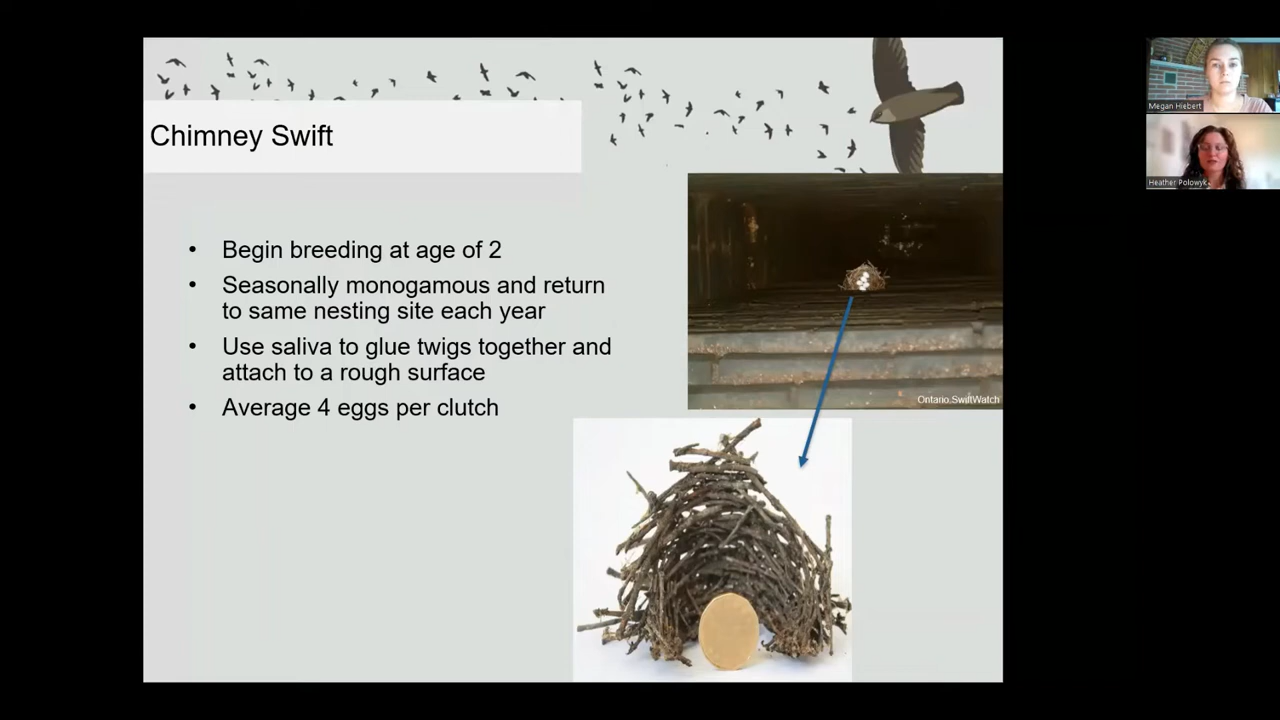 Chimney Swift
• Begin breeding at age of 2
• Seasonally monogamous and return
to same nesting site each year
• Use saliva to glue twigs together and
attach to a rough surface
• Average 4 eggs per clutch
Ontario.SwiftWatch
Megan Hiebert
Heather Polowyk